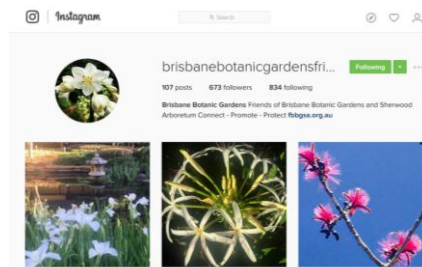 Instagram
Search
brisbanebotanicgardensfri...
Following
107 posts 673 followers 834 following
Brisbane Botanic Gardens Friends of Brisbane Botanic Gardens and Sherwood
Arboretum Connect - Promote - Protect fbbgsa.org.au